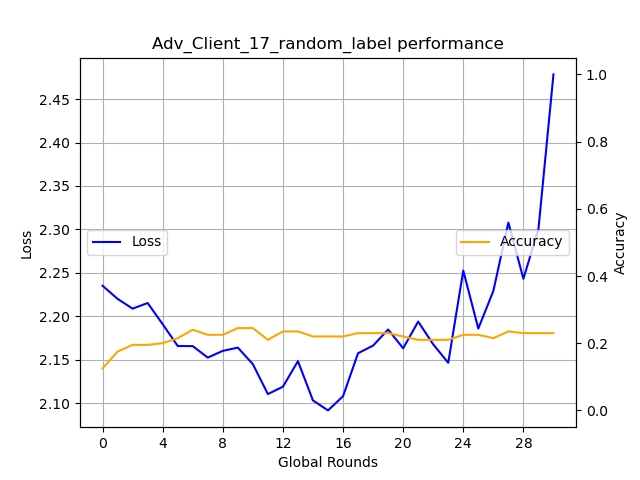 Adv_Client_17_random_label performance
Loss
2.45
2.40
2.35
2.30
2.25
2.20
2.15
2.10
Loss
Accuracy
1.0
0.8
0.6
0.4
0.2
0.0
Accuracy
0 4 8 12 16 20 24 28
Global Rounds